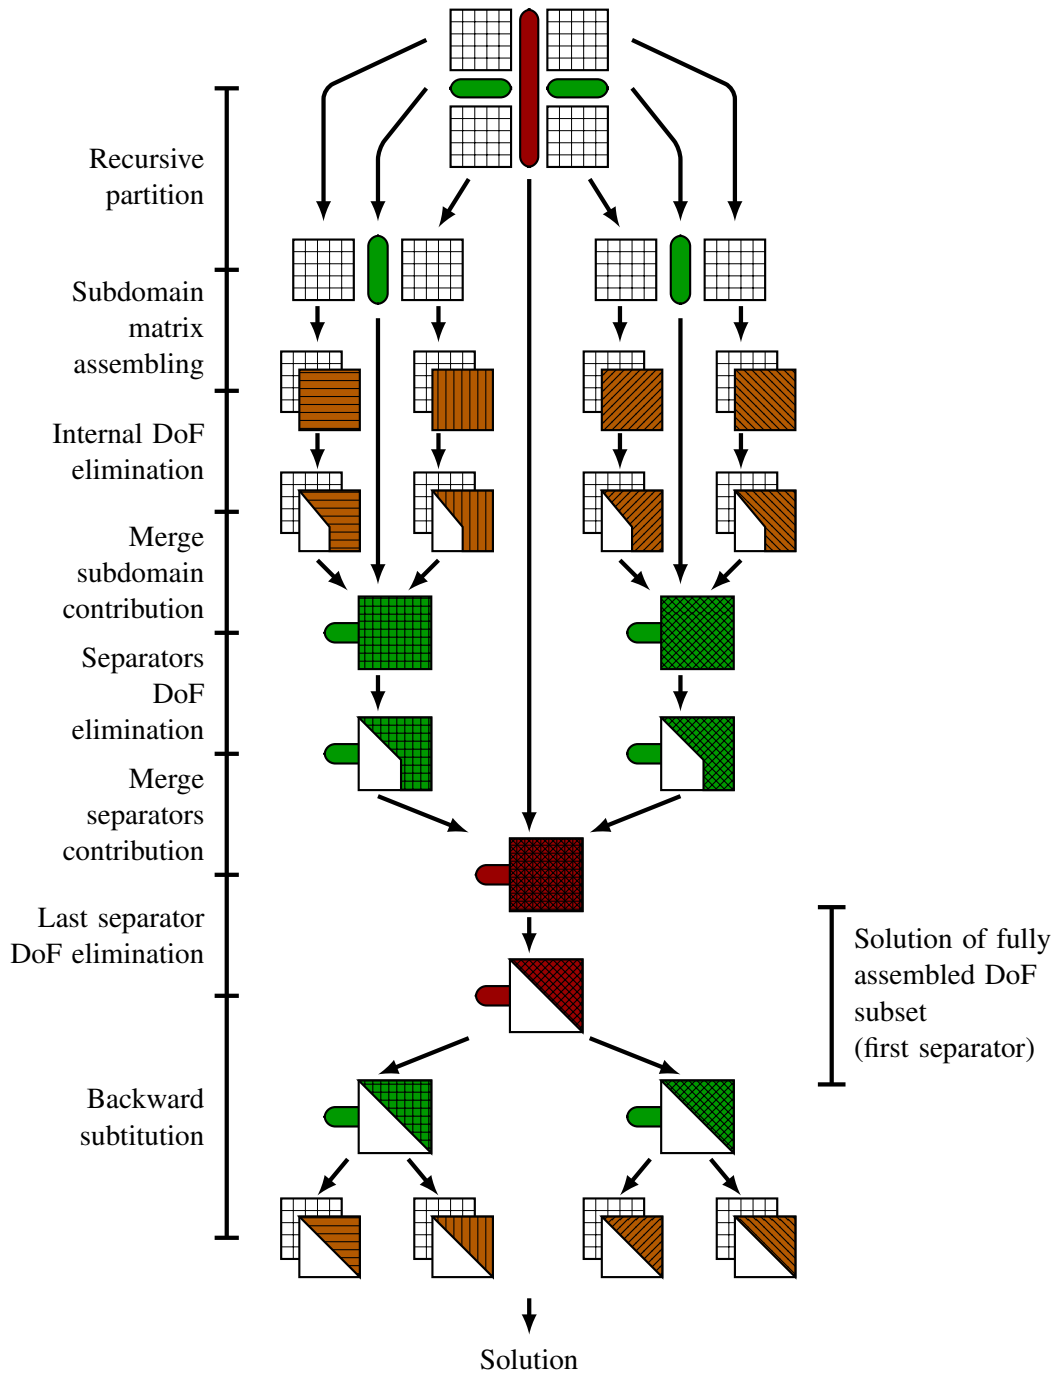 Recursive
partition
Subdomain
matrix
assembling
Internal DoF
elimination
Merge
subdomain
contribution
Separators
DoF
elimination
Merge
separators
contribution
Last separator
DoF elimination
Solution of fully
assembled DoF
subset
(first separator)
Backward
subtitution
Solution